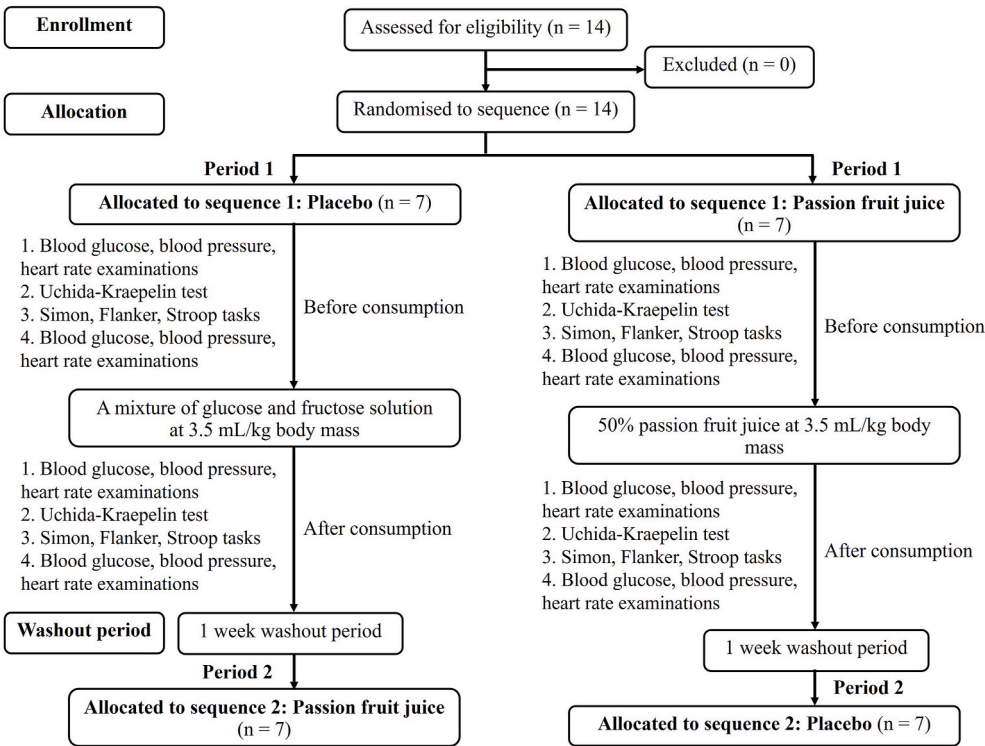 Enrollment
Assessed for eligibility (n = 14)
Excluded (n = 0)
Allocation
Randomised to sequence (n = 14)
Period 1
Allocated to sequence 1: Placebo (n = 7)
1. Blood glucose, blood pressure,
heart rate examinations
2. Uchida-Kraepelin test
3. Simon, Flanker, Stroop tasks
4. Blood glucose, blood pressure,
heart rate examinations
Before consumption
A mixture of glucose and fructose solution
at 3.5 mL/kg body mass
1. Blood glucose, blood pressure,
heart rate examinations
2. Uchida-Kraepelin test
3. Simon, Flanker, Stroop tasks
4. Blood glucose, blood pressure,
heart rate examinations
After consumption
Washout period
1 week washout period
Period 2
Allocated to sequence 2: Passion fruit juice
(n = 7)
Period 1
Allocated to sequence 1: Passion fruit juice
(n = 7)
1. Blood glucose, blood pressure,
heart rate examinations
2. Uchida-Kraepelin test
3. Simon, Flanker, Stroop tasks
4. Blood glucose, blood pressure,
heart rate examinations
Before consumption
50% passion fruit juice at 3.5 mL/kg body
mass
1. Blood glucose, blood pressure,
heart rate examinations
2. Uchida-Kraepelin test
3. Simon, Flanker, Stroop tasks
4. Blood glucose, blood pressure,
heart rate examinations
After consumption
1 week washout period
Period 2
Allocated to sequence 2: Placebo (n = 7)